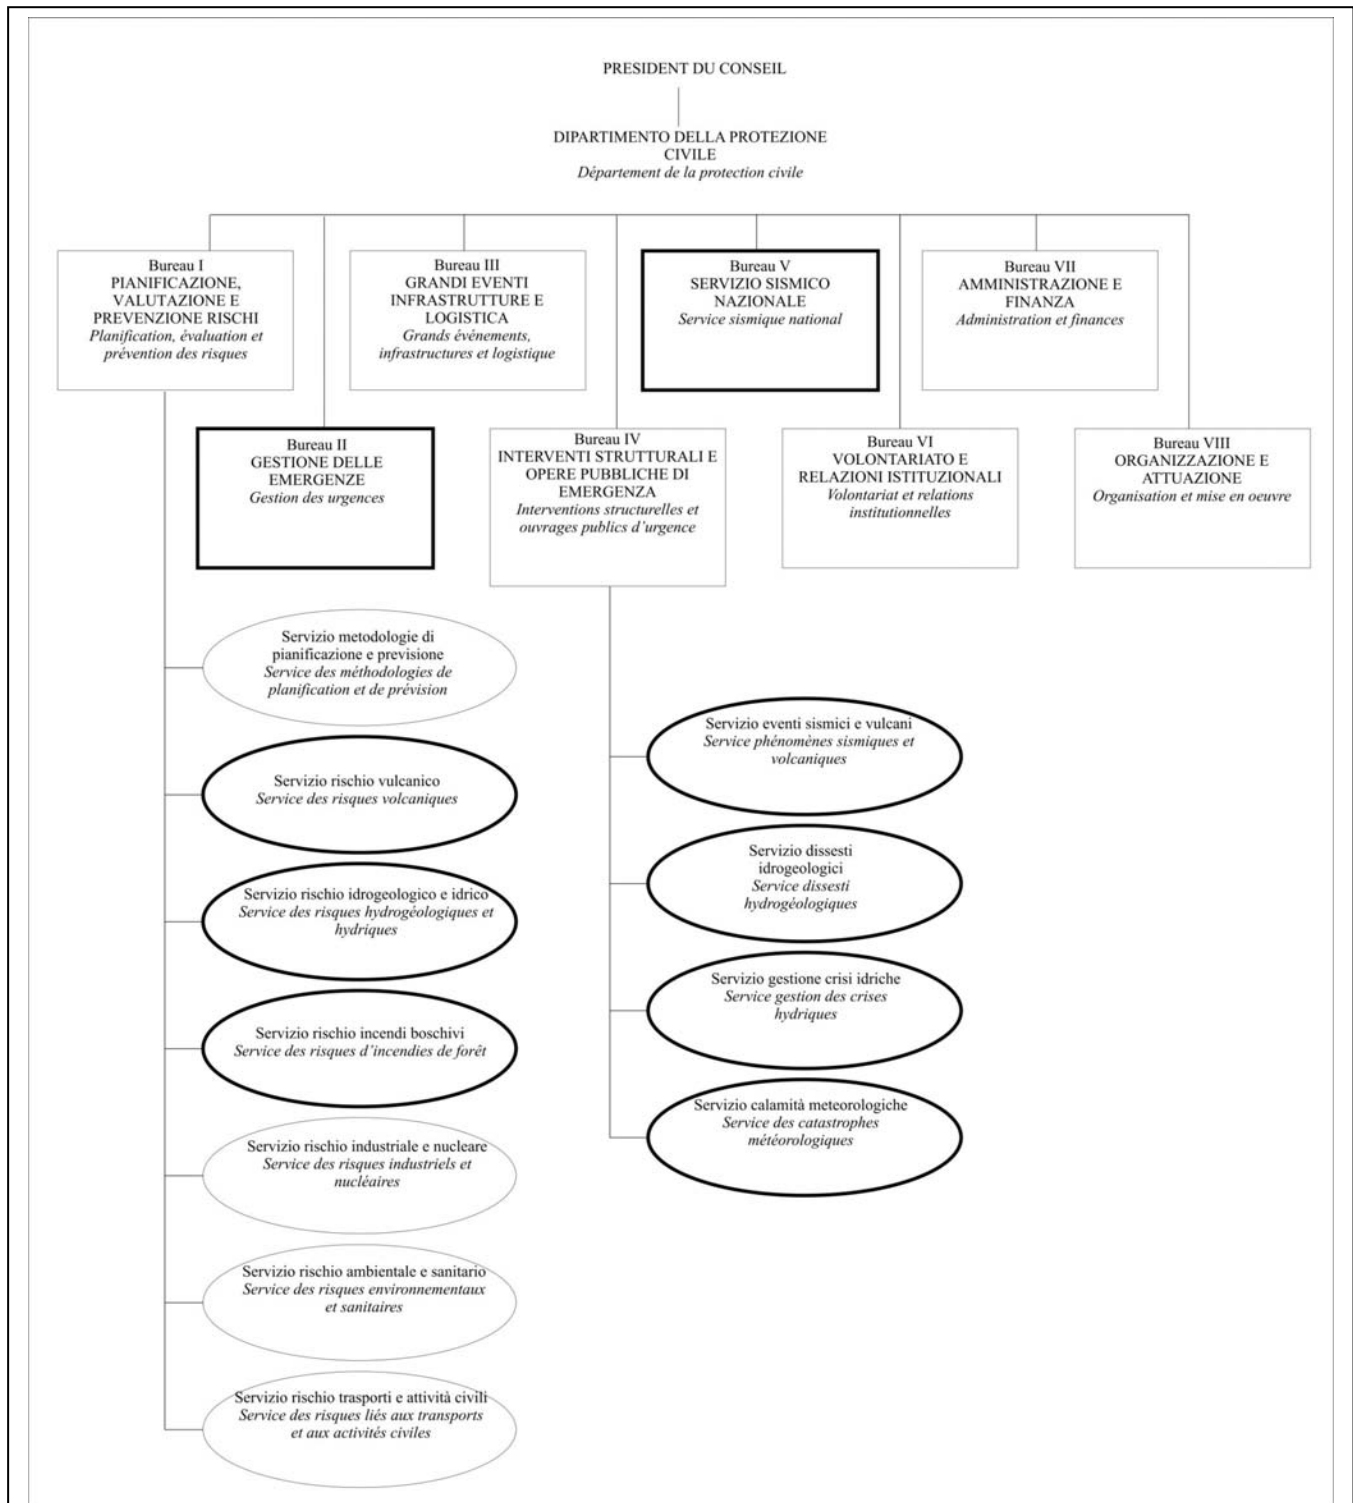 PRESIDENT DU CONSEIL
DIPARTIMENTO DELLA PROTEZIONE
CIVILE
Département de la protection civile
Bureau I
PIANIFICAZIONE,
VALUTAZIONE E
PREVENZIONE RISCHI
Planification, évaluation et
prévention des risques
Bureau III
GRANDI EVENTI
INFRASTRUTTURE E
LOGISTICA
Grands événements,
infrastructures et logistique
Bureau V
SERVIZIO SISMICO
NAZIONALE
Service sismique national
Bureau VII
AMMINISTRAZIONE E
FINANZA
Administration et finances
Bureau II
GESTIONE DELLE
EMERGENZE
Gestion des urgences
Bureau IV
INTERVENTI STRUTTURALI E
OPERE PUBBLICHE DI
EMERGENZA
Interventions structurelles et
ouvrages publics d'urgence
Bureau VI
VOLONTARIATO E
RELAZIONI ISTITUZIONALI
Volontariat et relations
institutionnelles
Bureau VIII
ORGANIZZAZIONE E
ATTUAZIONE
Organisation et mise en oeuvre
Servizio metodologie di
pianificazione e previsione
Service des méthodologies de
planification et de prévision
Servizio rischio vulcanico
Service des risques volcaniques
Servizio rischio idrogeologico e idrico
Service des risques hydrogéologiques et
hydriques
Servizio rischio incendi boschivi
Service des risques d'incendies de forêt
Servizio rischio industriale e nucleare
Service des risques industriels et
nucléaires
Servizio rischio ambientale e sanitario
Service des risques environnementaux
et sanitaires
Servizio rischio trasporti e attività civili
Service des risques liés aux transports
et aux activités civiles
Servizio eventi sismici e vulcani
Service phénomènes sismiques et
volcaniques
Servizio dissesti
idrogeologici
Service dissesti
hydrogéologiques
Servizio gestione crisi idriche
Service gestion des crises
hydriques
Servizio calamità meteorologiche
Service des catastrophes
météorologiques